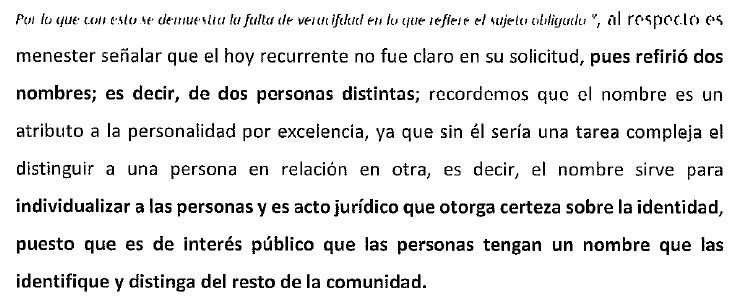 Por lo que con esto se demuestra la falta de veracifdad en lo que refiere el sujeto obligado ", al respecto es
menester señalar que el hoy recurrente no fue claro en su solicitud, pues refirió dos
nombres; es decir, de dos personas distintas; recordemos que el nombre es un
atributo a la personalidad por excelencia, ya que sin él sería una tarea compleja el
distinguir a una persona en relación en otra, es decir, el nombre sirve para
individualizar a las personas y es acto jurídico que otorga certeza sobre la identidad,
puesto que es de interés público que las personas tengan un nombre que las
identifique y distinga del resto de la comunidad.